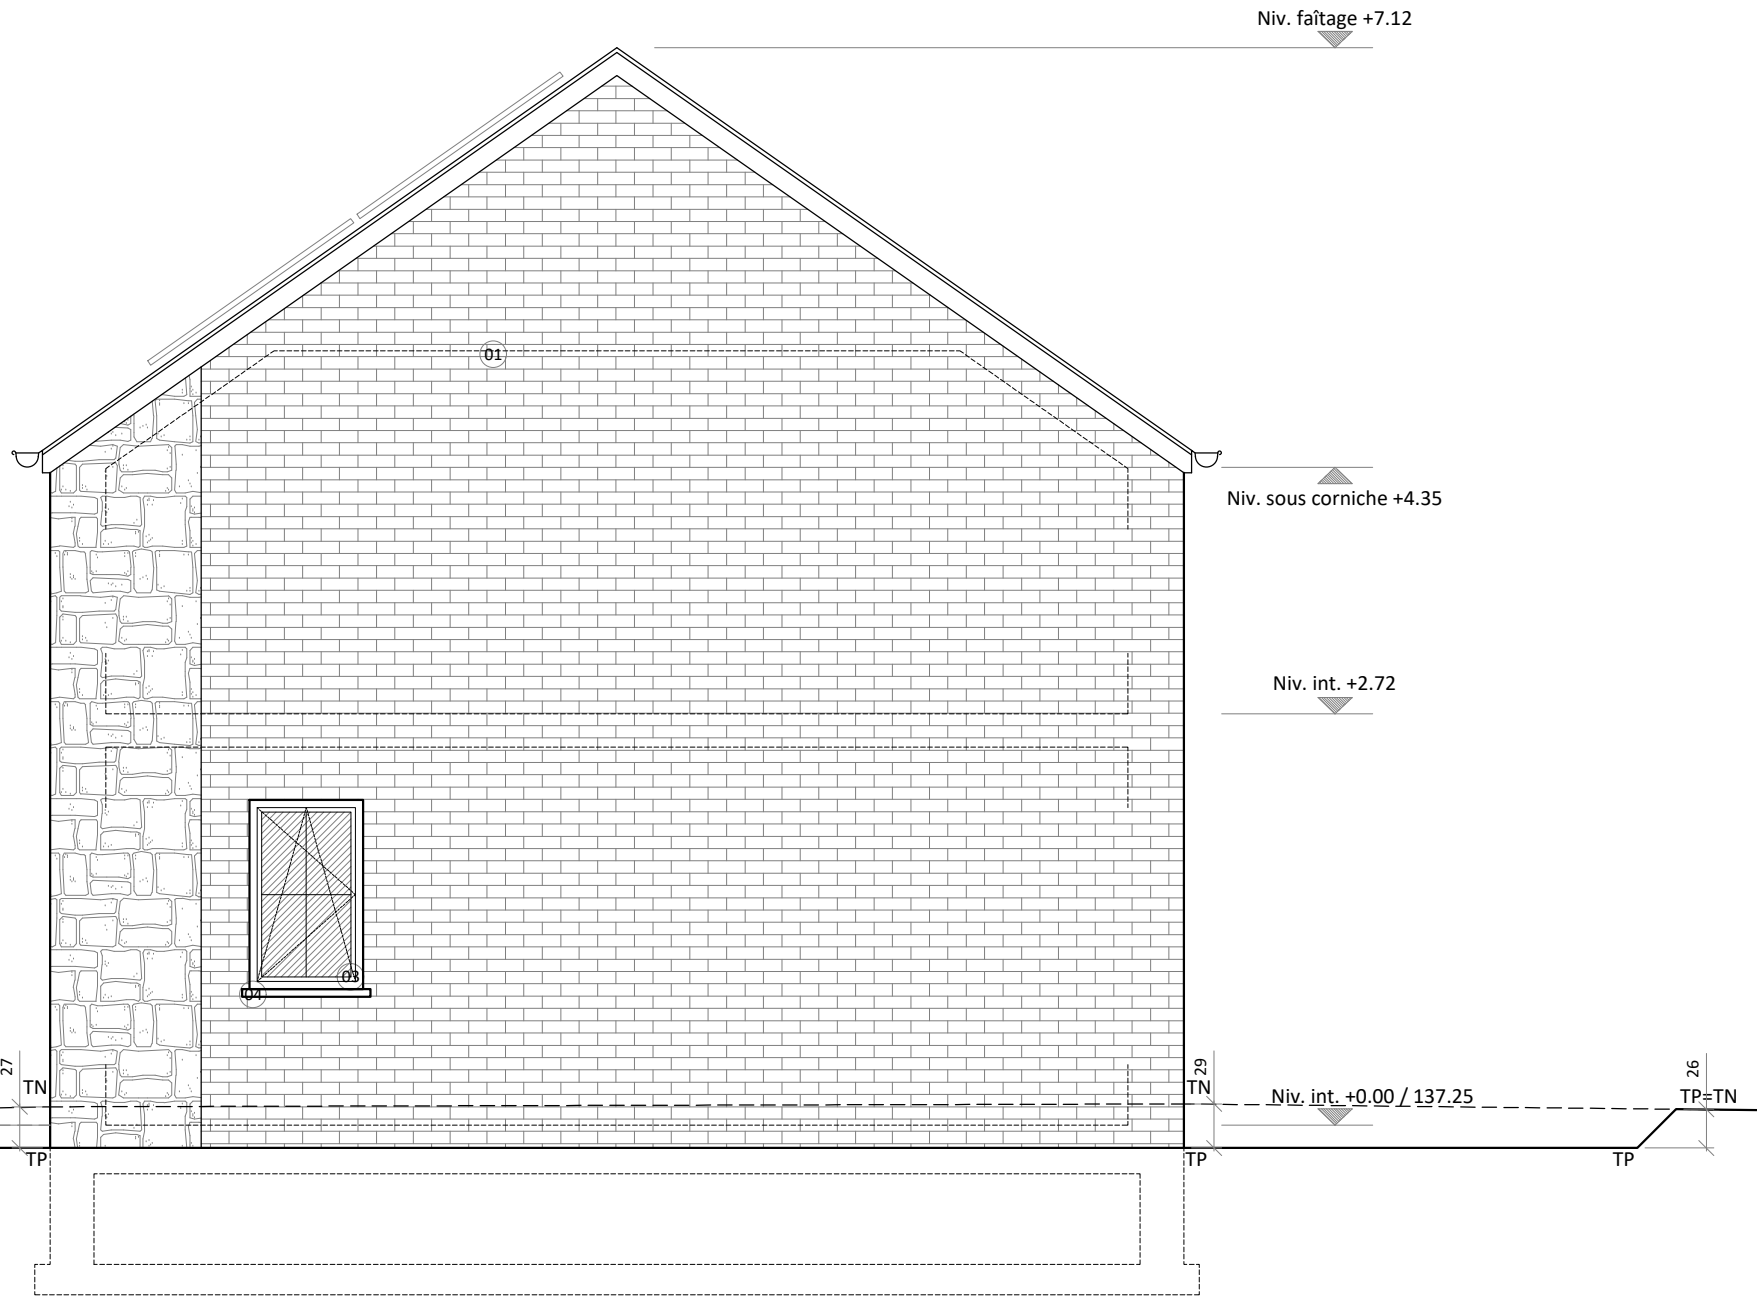 Niv. faîtage +7.12
01
Niv. sous corniche +4.35
Niv. int. +2.72
03
04
27
29
26
TN
TN
Niv. int. +0.00 / 137.25
TP=TN
TP
TP
TP